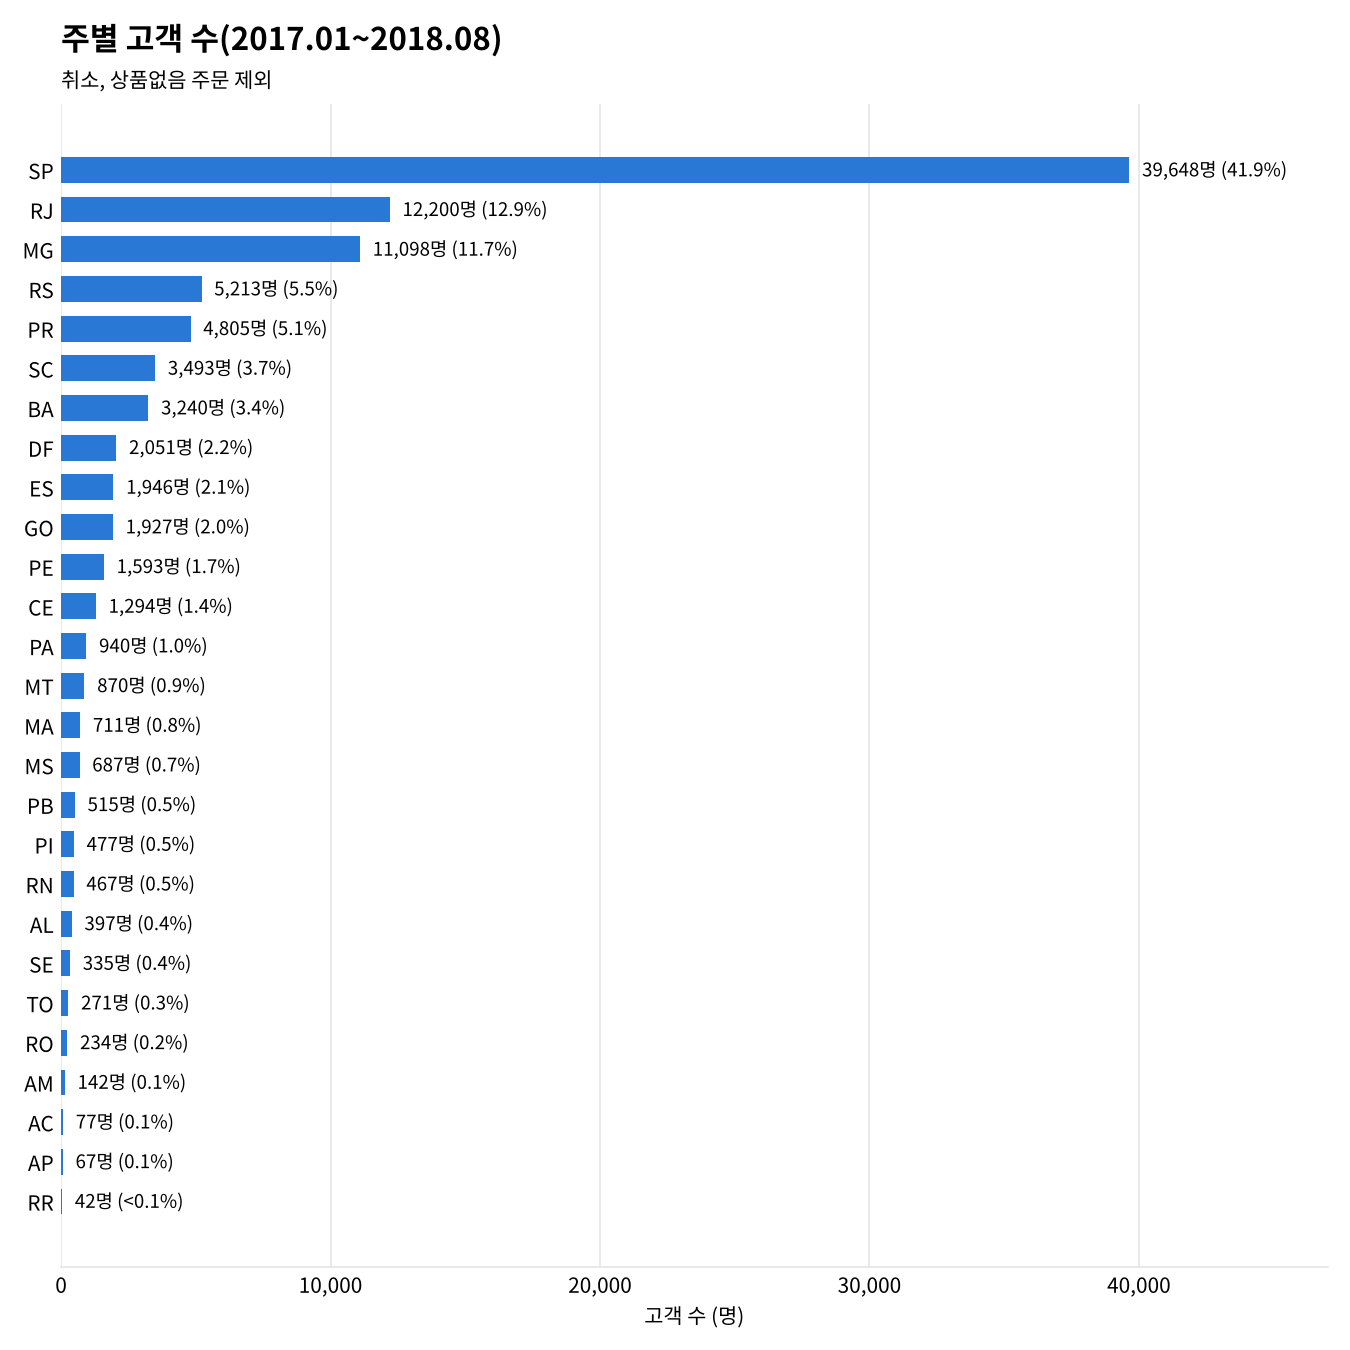 주별 고객 수(2017.01~2018.08)
취소, 상품없음 주문 제외
SP 39,648명 (41.9%)
RJ 12,200명 (12.9%)
MG 11,098명 (11.7%)
RS 5,213명 (5.5%)
PR 4,805명 (5.1%)
SC 3,493명 (3.7%)
BA 3,240명 (3.4%)
DF 2,051명 (2.2%)
ES 1,946명 (2.1%)
GO 1,927명 (2.0%)
PE 1,593명 (1.7%)
CE 1,294명 (1.4%)
PA 940명 (1.0%)
MT 870명 (0.9%)
MA 711명 (0.8%)
MS 687명 (0.7%)
PB 515명 (0.5%)
PI 477명 (0.5%)
RN 467명 (0.5%)
AL 397명 (0.4%)
SE 335명 (0.4%)
TO 271명 (0.3%)
RO 234명 (0.2%)
AM 142명 (0.1%)
AC 77명 (0.1%)
AP 67명 (0.1%)
RR 42명 (<0.1%)
0 10,000 20,000 30,000 40,000
고객 수 (명)